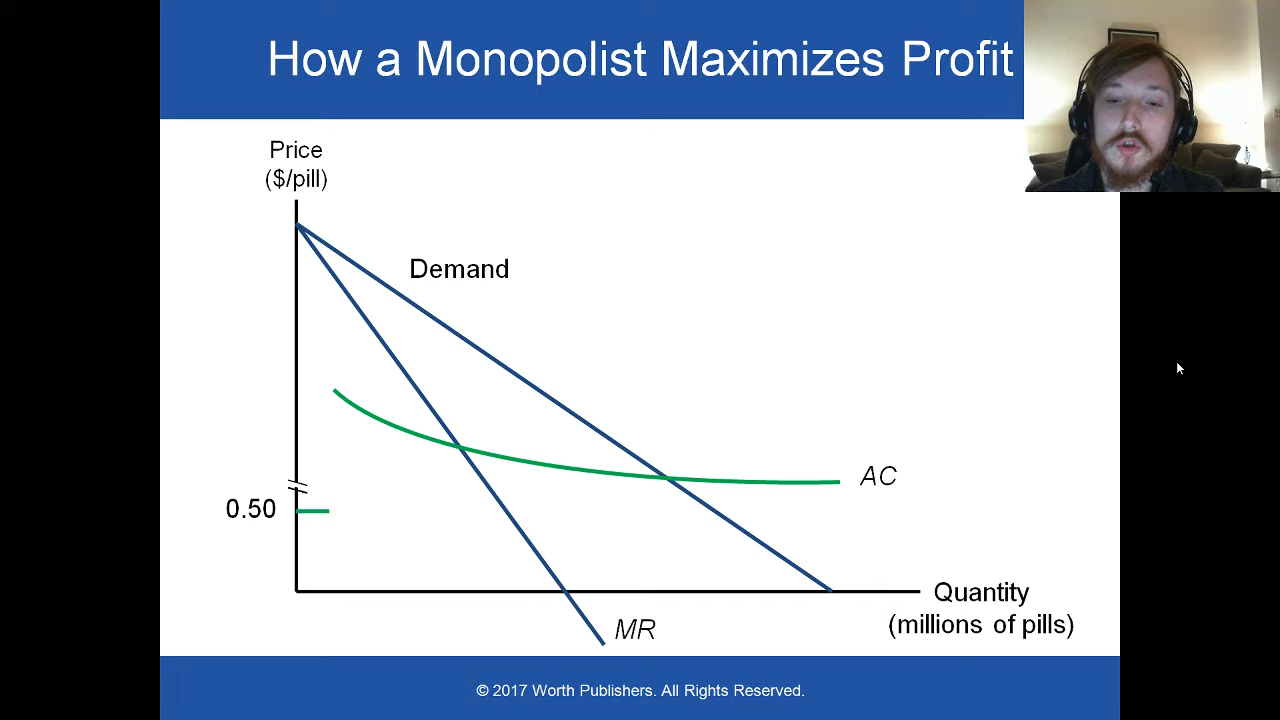 How a Monopolist Maximizes Profit
Price
($/pill)
Demand
AC
0.50
Quantity
(millions of pills)
MR
© 2017 Worth Publishers. All Rights Reserved.